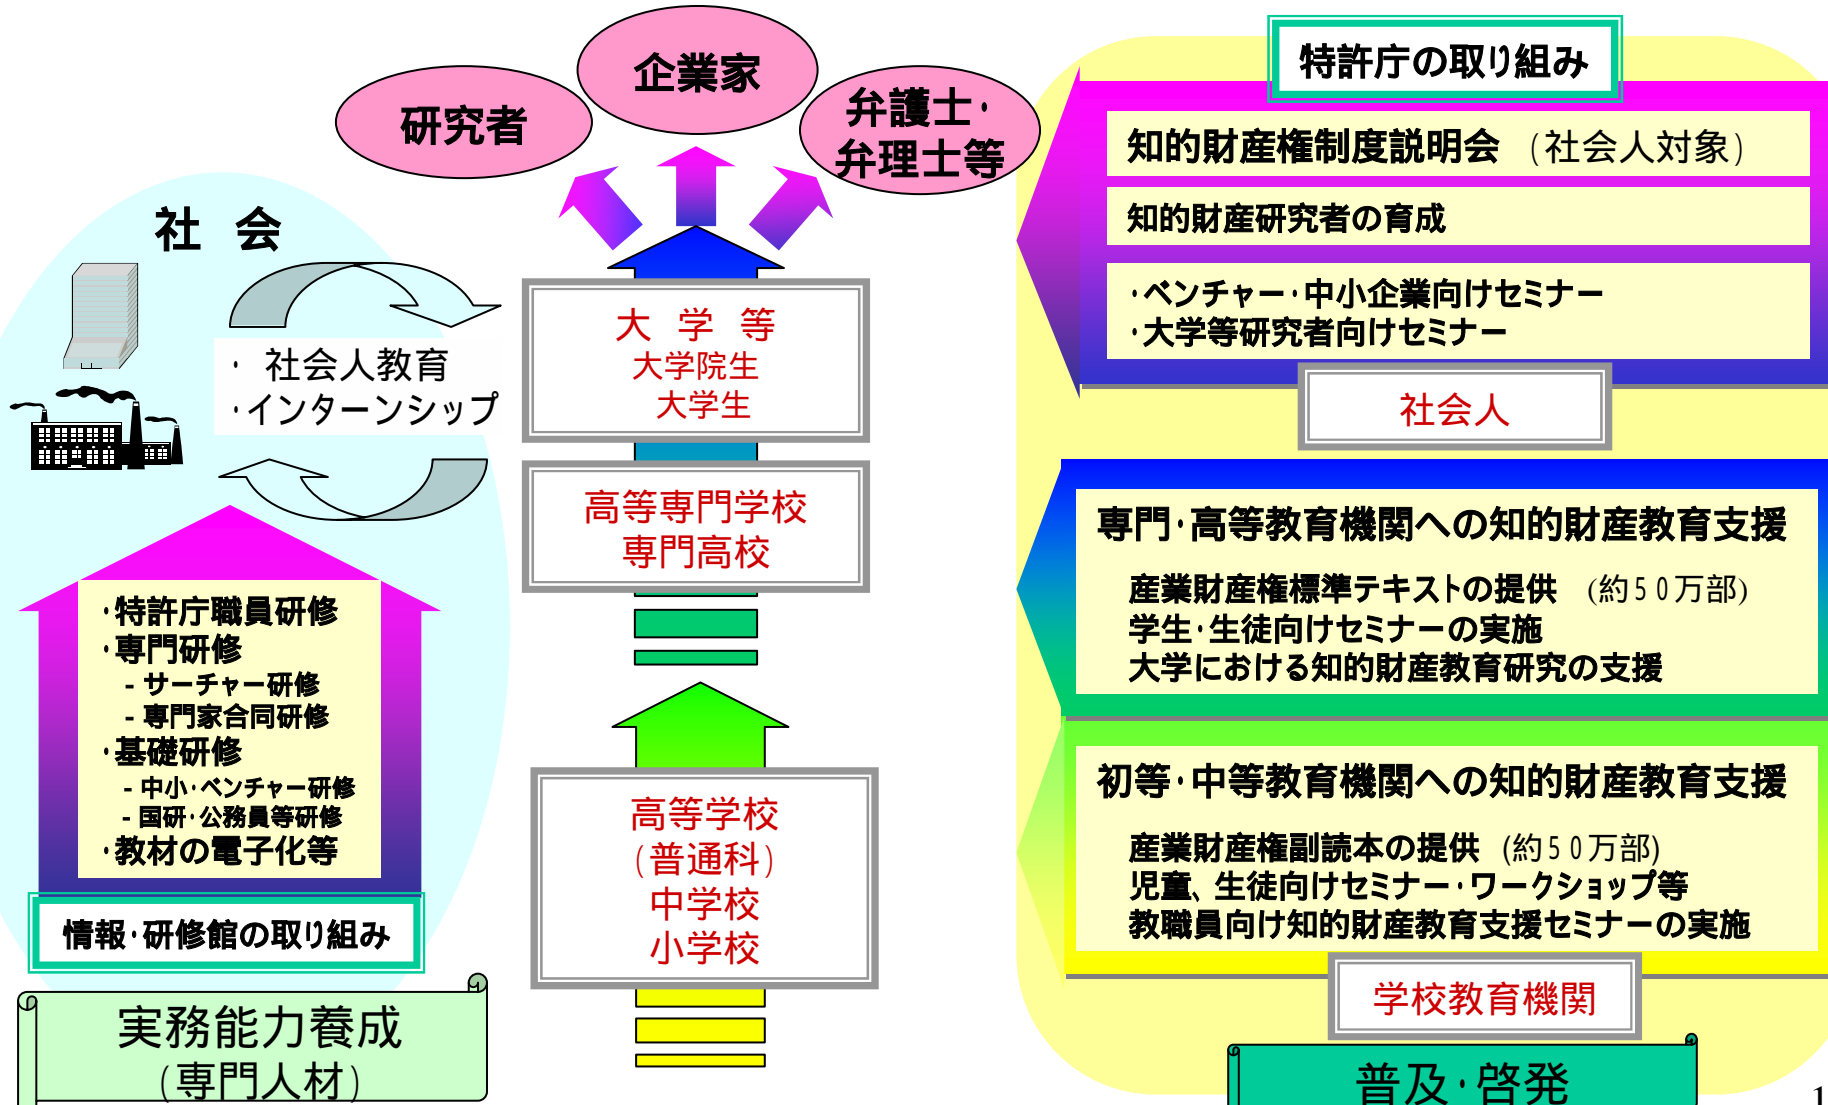 研究者
企業家
弁護士・
弁理士等
社 会
・ 社会人教育
・インターンシップ
・特許庁職員研修
・専門研修
- サーチャー研修
- 専門家合同研修
・基礎研修
- 中小・ベンチャー研修
- 国研・公務員等研修
・教材の電子化等
情報・研修館の取り組み
実務能力養成
(専門人材)
大 学 等
大学院生
大学生
高等専門学校
専門高校
高等学校
(普通科)
中学校
小学校
特許庁の取り組み
知的財産権制度説明会 (社会人対象)
知的財産研究者の育成
・ベンチャー・中小企業向けセミナー
・大学等研究者向けセミナー
社会人
専門・高等教育機関への知的財産教育支援
産業財産権標準テキストの提供 (約50万部)
学生・生徒向けセミナーの実施
大学における知的財産教育研究の支援
初等・中等教育機関への知的財産教育支援
産業財産権副読本の提供 (約50万部)
児童、生徒向けセミナー・ワークショップ等
教職員向け知的財産教育支援セミナーの実施
学校教育機関
普及・啓発
1